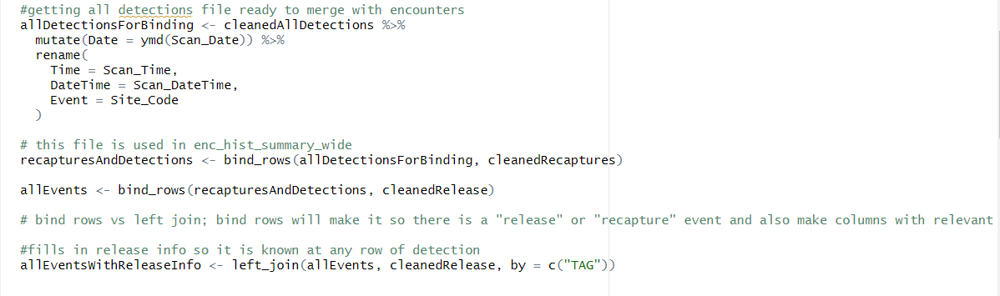 #getting all detections file ready to merge with encounters
allDetectionsForBinding <- cleanedAllDetections %>%
  mutate(Date = ymd(Scan_Date)) %>%
  rename(
    Time = Scan_Time,
    DateTime = Scan_DateTime,
    Event = Site_Code
  )
# this file is used in enc_hist_summary_wide
recapturesAndDetections <- bind_rows(allDetectionsForBinding, cleanedRecaptures)
allEvents <- bind_rows(recapturesAndDetections, cleanedRelease)
# bind rows vs left join; bind rows will make it so there is a "release" or "recapture" event and also make columns with relevant
#fills in release info so it is known at any row of detection
allEventsWithReleaseInfo <- left_join(allEvents, cleanedRelease, by = c("TAG"))